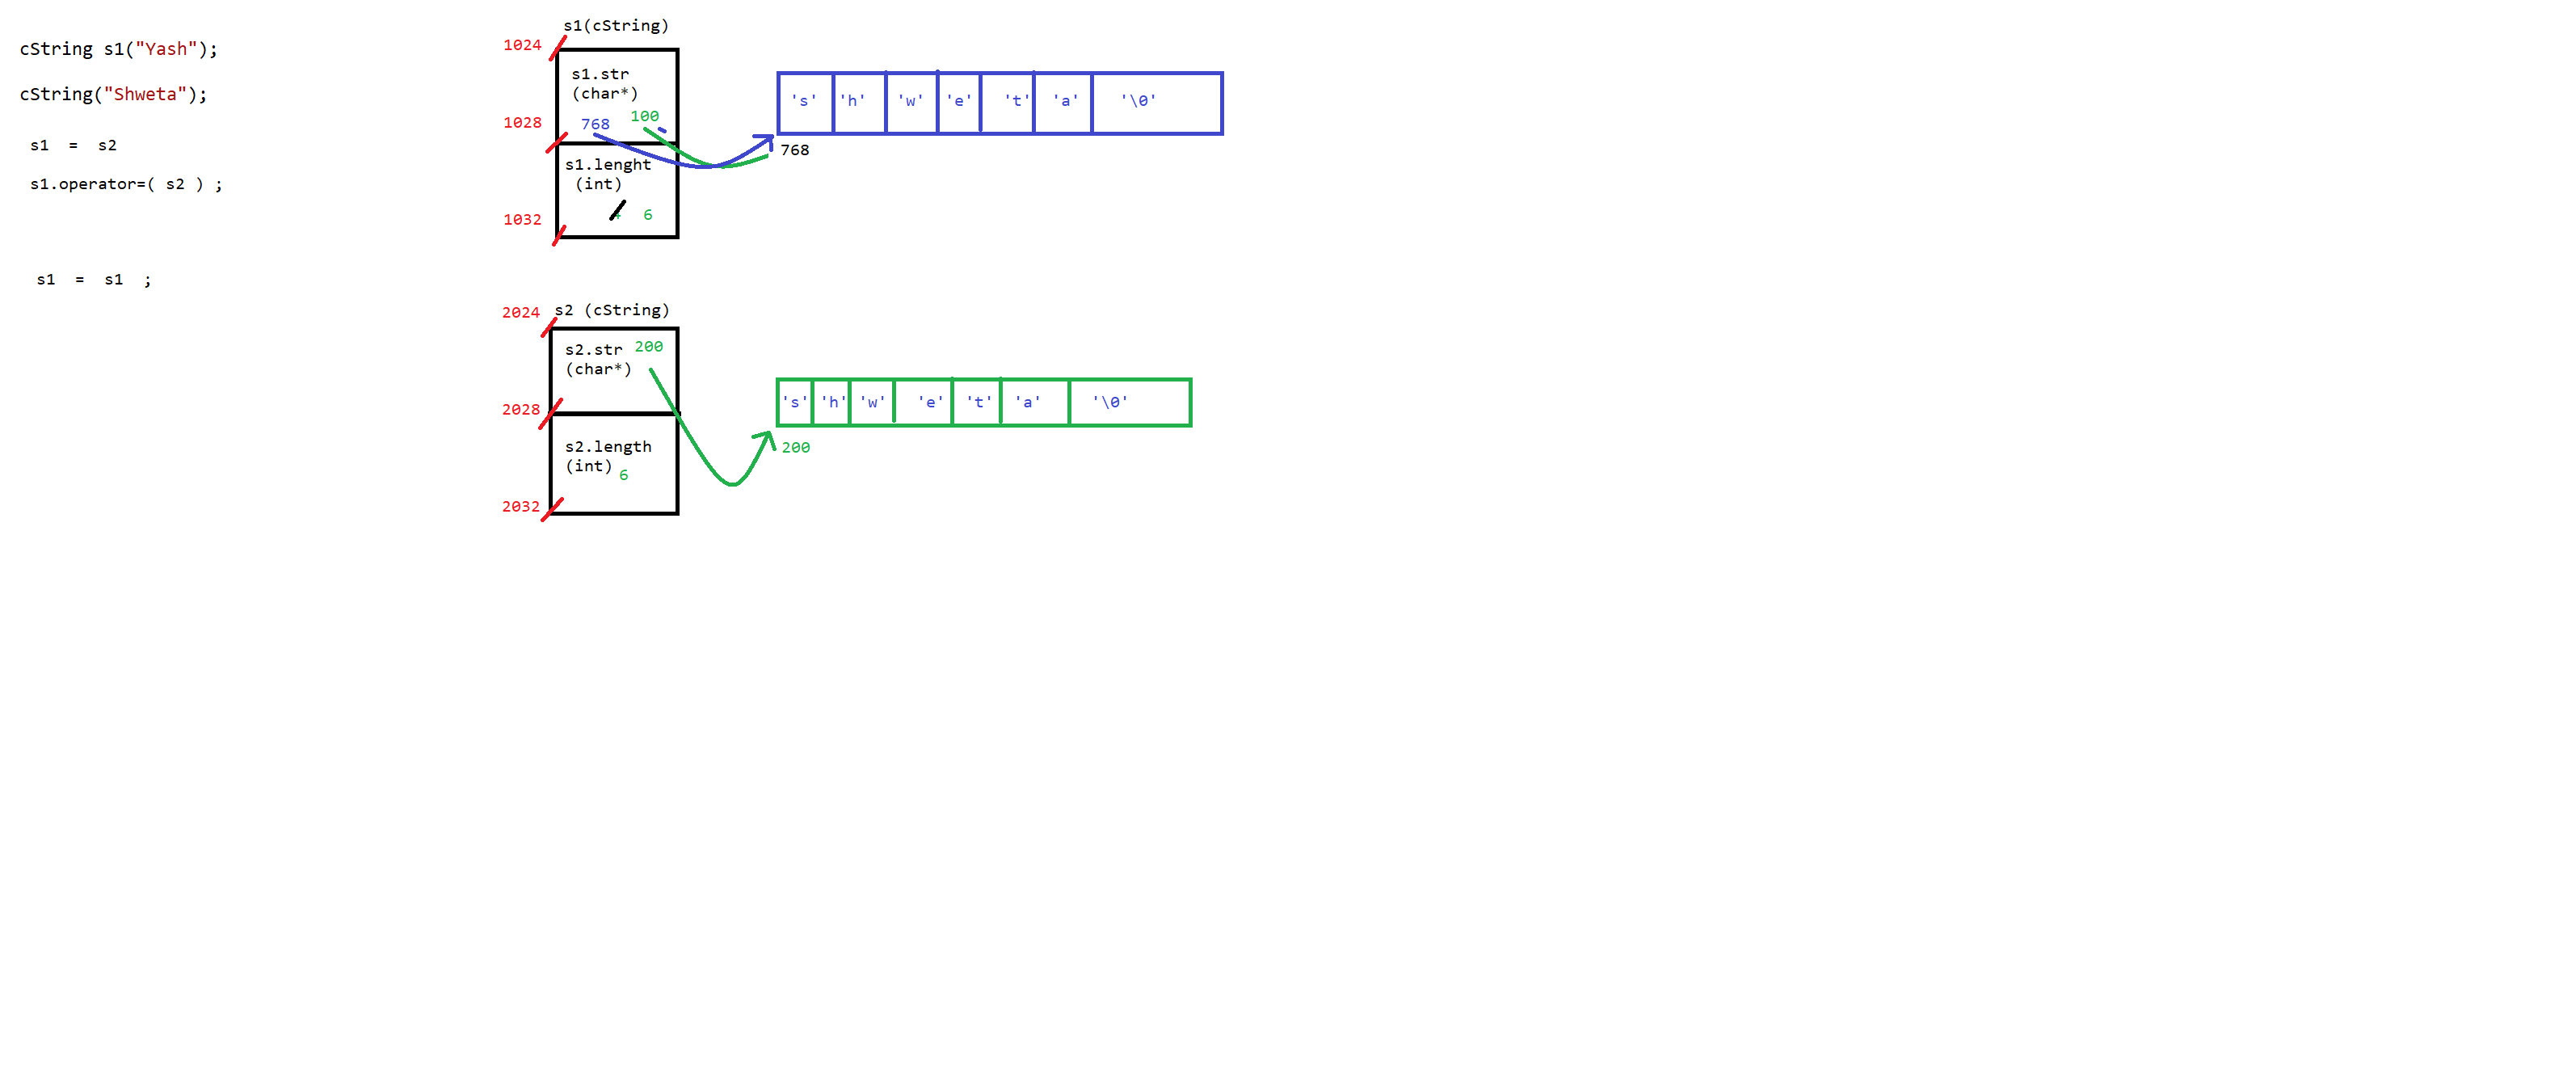 cString s1("Yash");
cString("Shweta");
s1 = s2
s1.operator=( s2 ) ;
s1 = s1 ;
s1(cString)
1024
s1.str
(char*)
768 100
1028
s1.lenght
(int)
6
1032
's' 'h' 'w' 'e' 't' 'a' '\0'
768
s2 (cString)
2024
s2.str 200
(char*)
2028
s2.length
(int) 6
2032
's' 'h' 'w' 'e' 't' 'a' '\0'
200